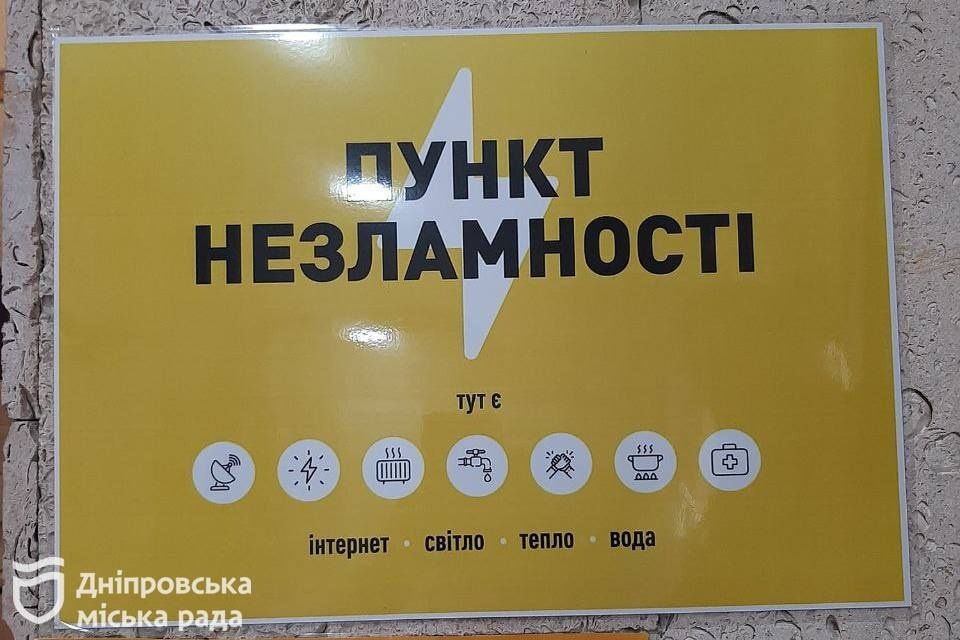 ПУНКТ
НЕЗЛАМНОСТІ
тут є
інтернет • світло • тепло • вода
Дніпровська
міська рада